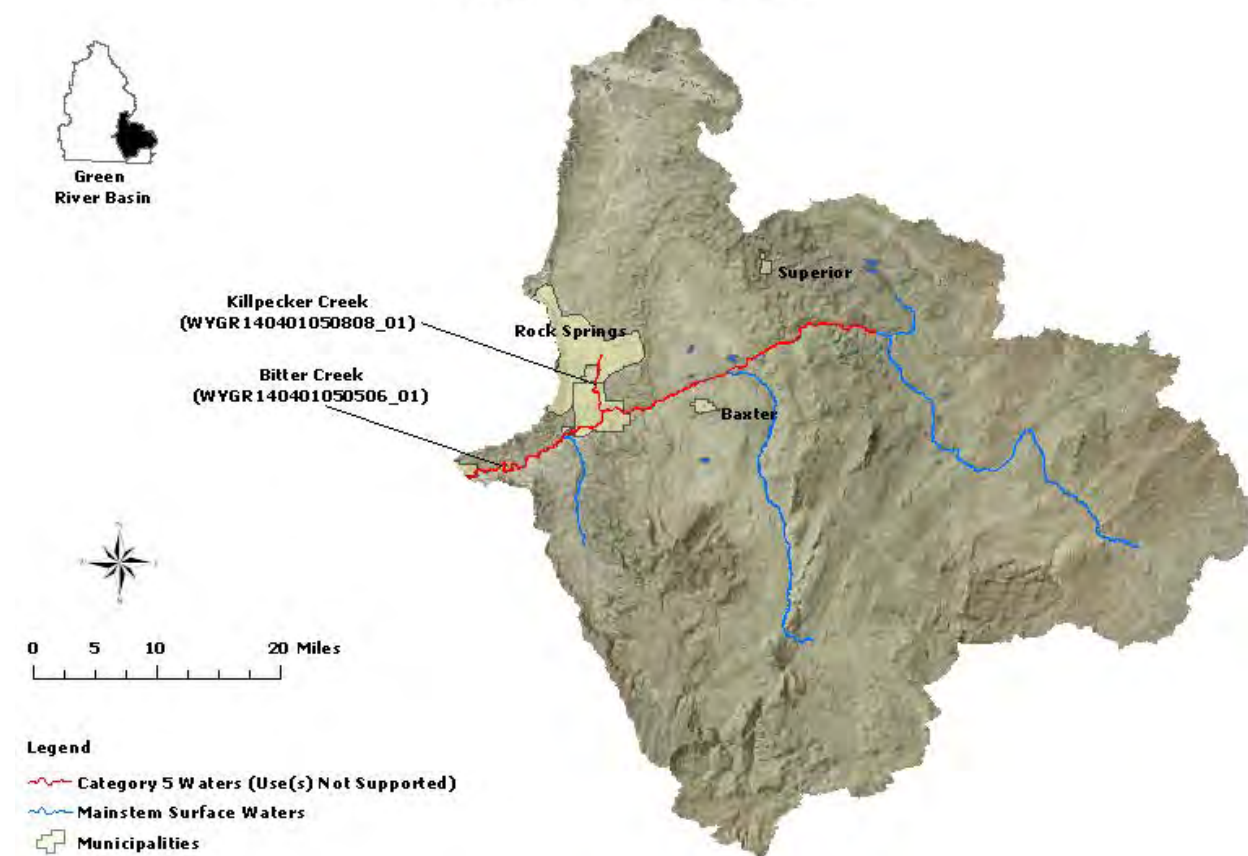 Green
River Basin
Superior
Killpecker Creek
(WYGR140401050808_01)
Rock Springs
Bitter Creek
(WYGR140401050506_01)
Baxter
0 5 10 20 Miles
Legend
Category 5 Waters (Use(s) Not Supported)
Mainstem Surface Waters
Municipalities